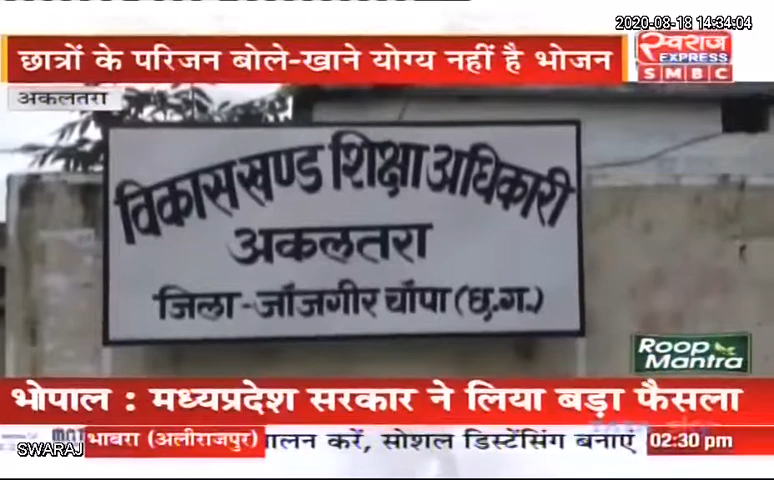 2020-08-18 14:34:04
छात्रों के परिजन बोले-खाने योग्य नहीं है भोजन
स्वराज
EXPRESS
SMBC
अकलतरा
विकासखण्ड शिक्षा अधिकारी
अकलतरा
जिला-जॉजगीर चॉपा (छ.ग.)
Roop
Mantra
भोपाल : मध्यप्रदेश सरकार ने लिया बड़ा फैसला
भाबरा (अलीराजपुर)
पालन करें, सोशल डिस्टेंसिंग बनाएं
02:30 pm
SWARAJ